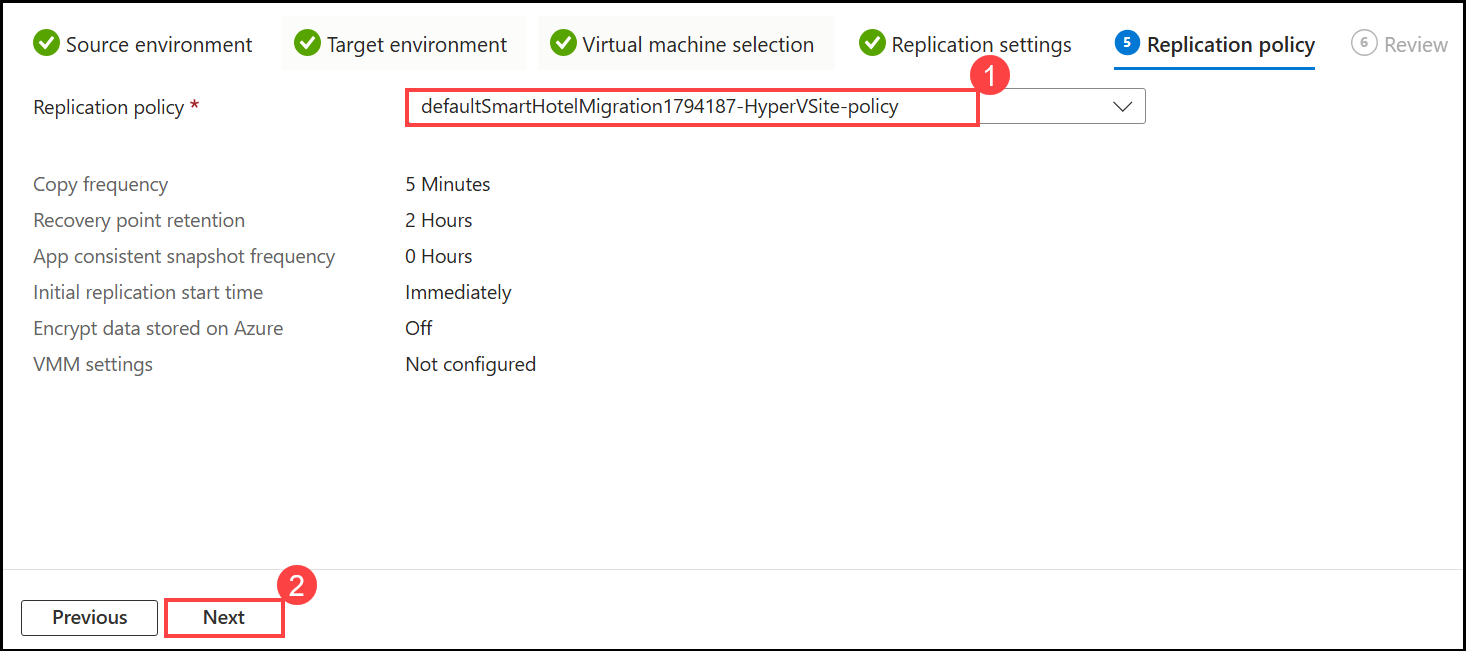 Source environment Target environment Virtual machine selection Replication settings 5 Replication policy 6 Review
1
Replication policy * defaultSmartHotelMigration1794187-HyperVSite-policy
Copy frequency 5 Minutes
Recovery point retention 2 Hours
App consistent snapshot frequency 0 Hours
Initial replication start time Immediately
Encrypt data stored on Azure Off
VMM settings Not configured
2
Previous Next